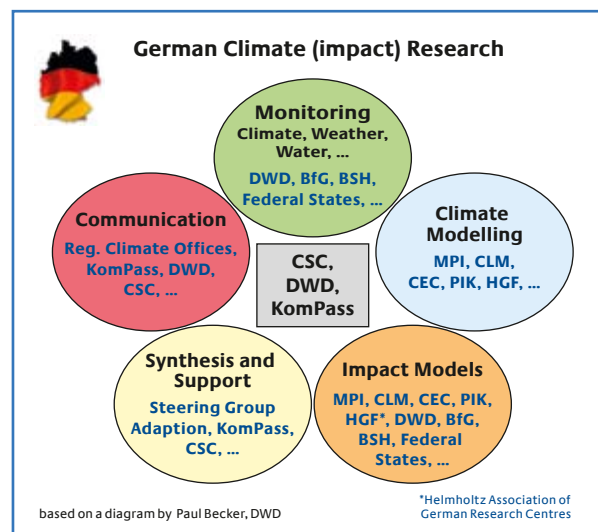 German Climate (impact) Research
Monitoring
Climate, Weather,
Water, ...
DWD, BfG, BSH,
Federal States, ...
Communication
Reg. Climate Offices,
KomPass, DWD,
CSC, ...
Climate
Modelling
MPI, CLM,
CEC, PIK, HGF, ...
CSC,
DWD,
KomPass
Synthesis and
Support
Steering Group
Adaption, KomPass,
CSC, ...
Impact Models
MPI, CLM, CEC, PIK,
HGF*, DWD, BfG,
BSH, Federal
States, ...
based on a diagram by Paul Becker, DWD
*Helmholtz Association of
German Research Centres